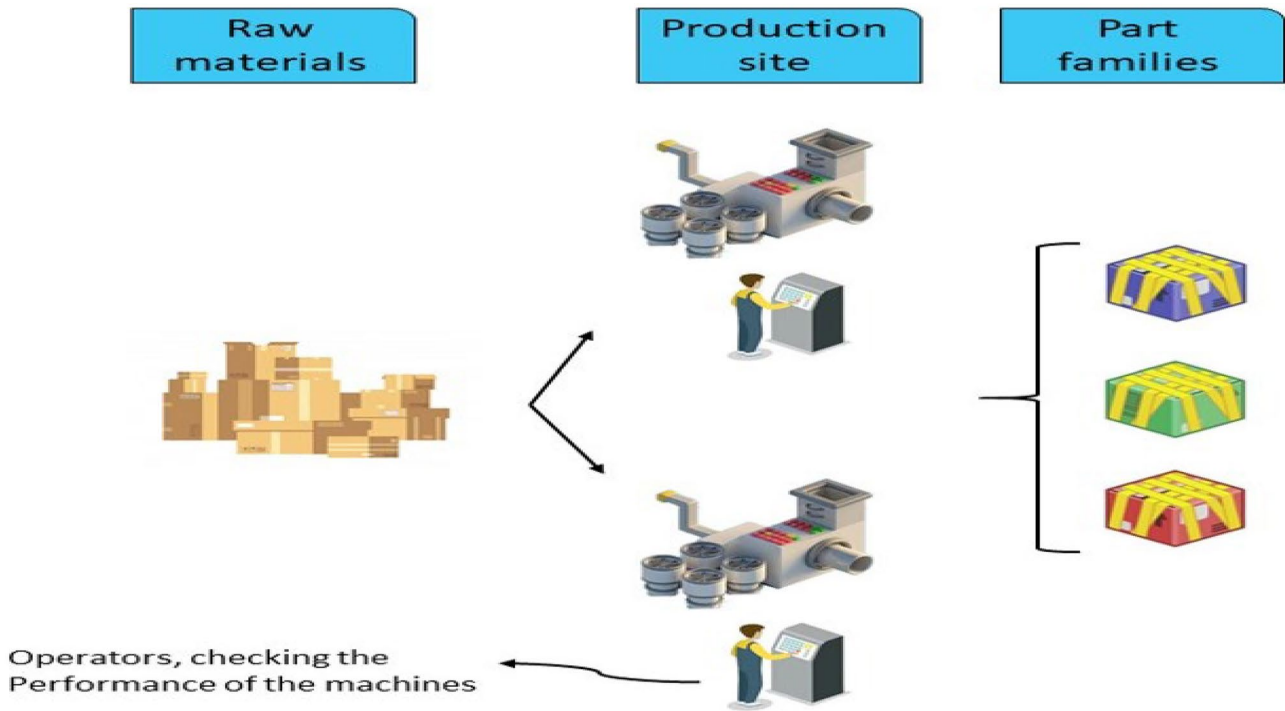 Raw
materials
Production
site
Part
families
Operators, checking the
Performance of the machines